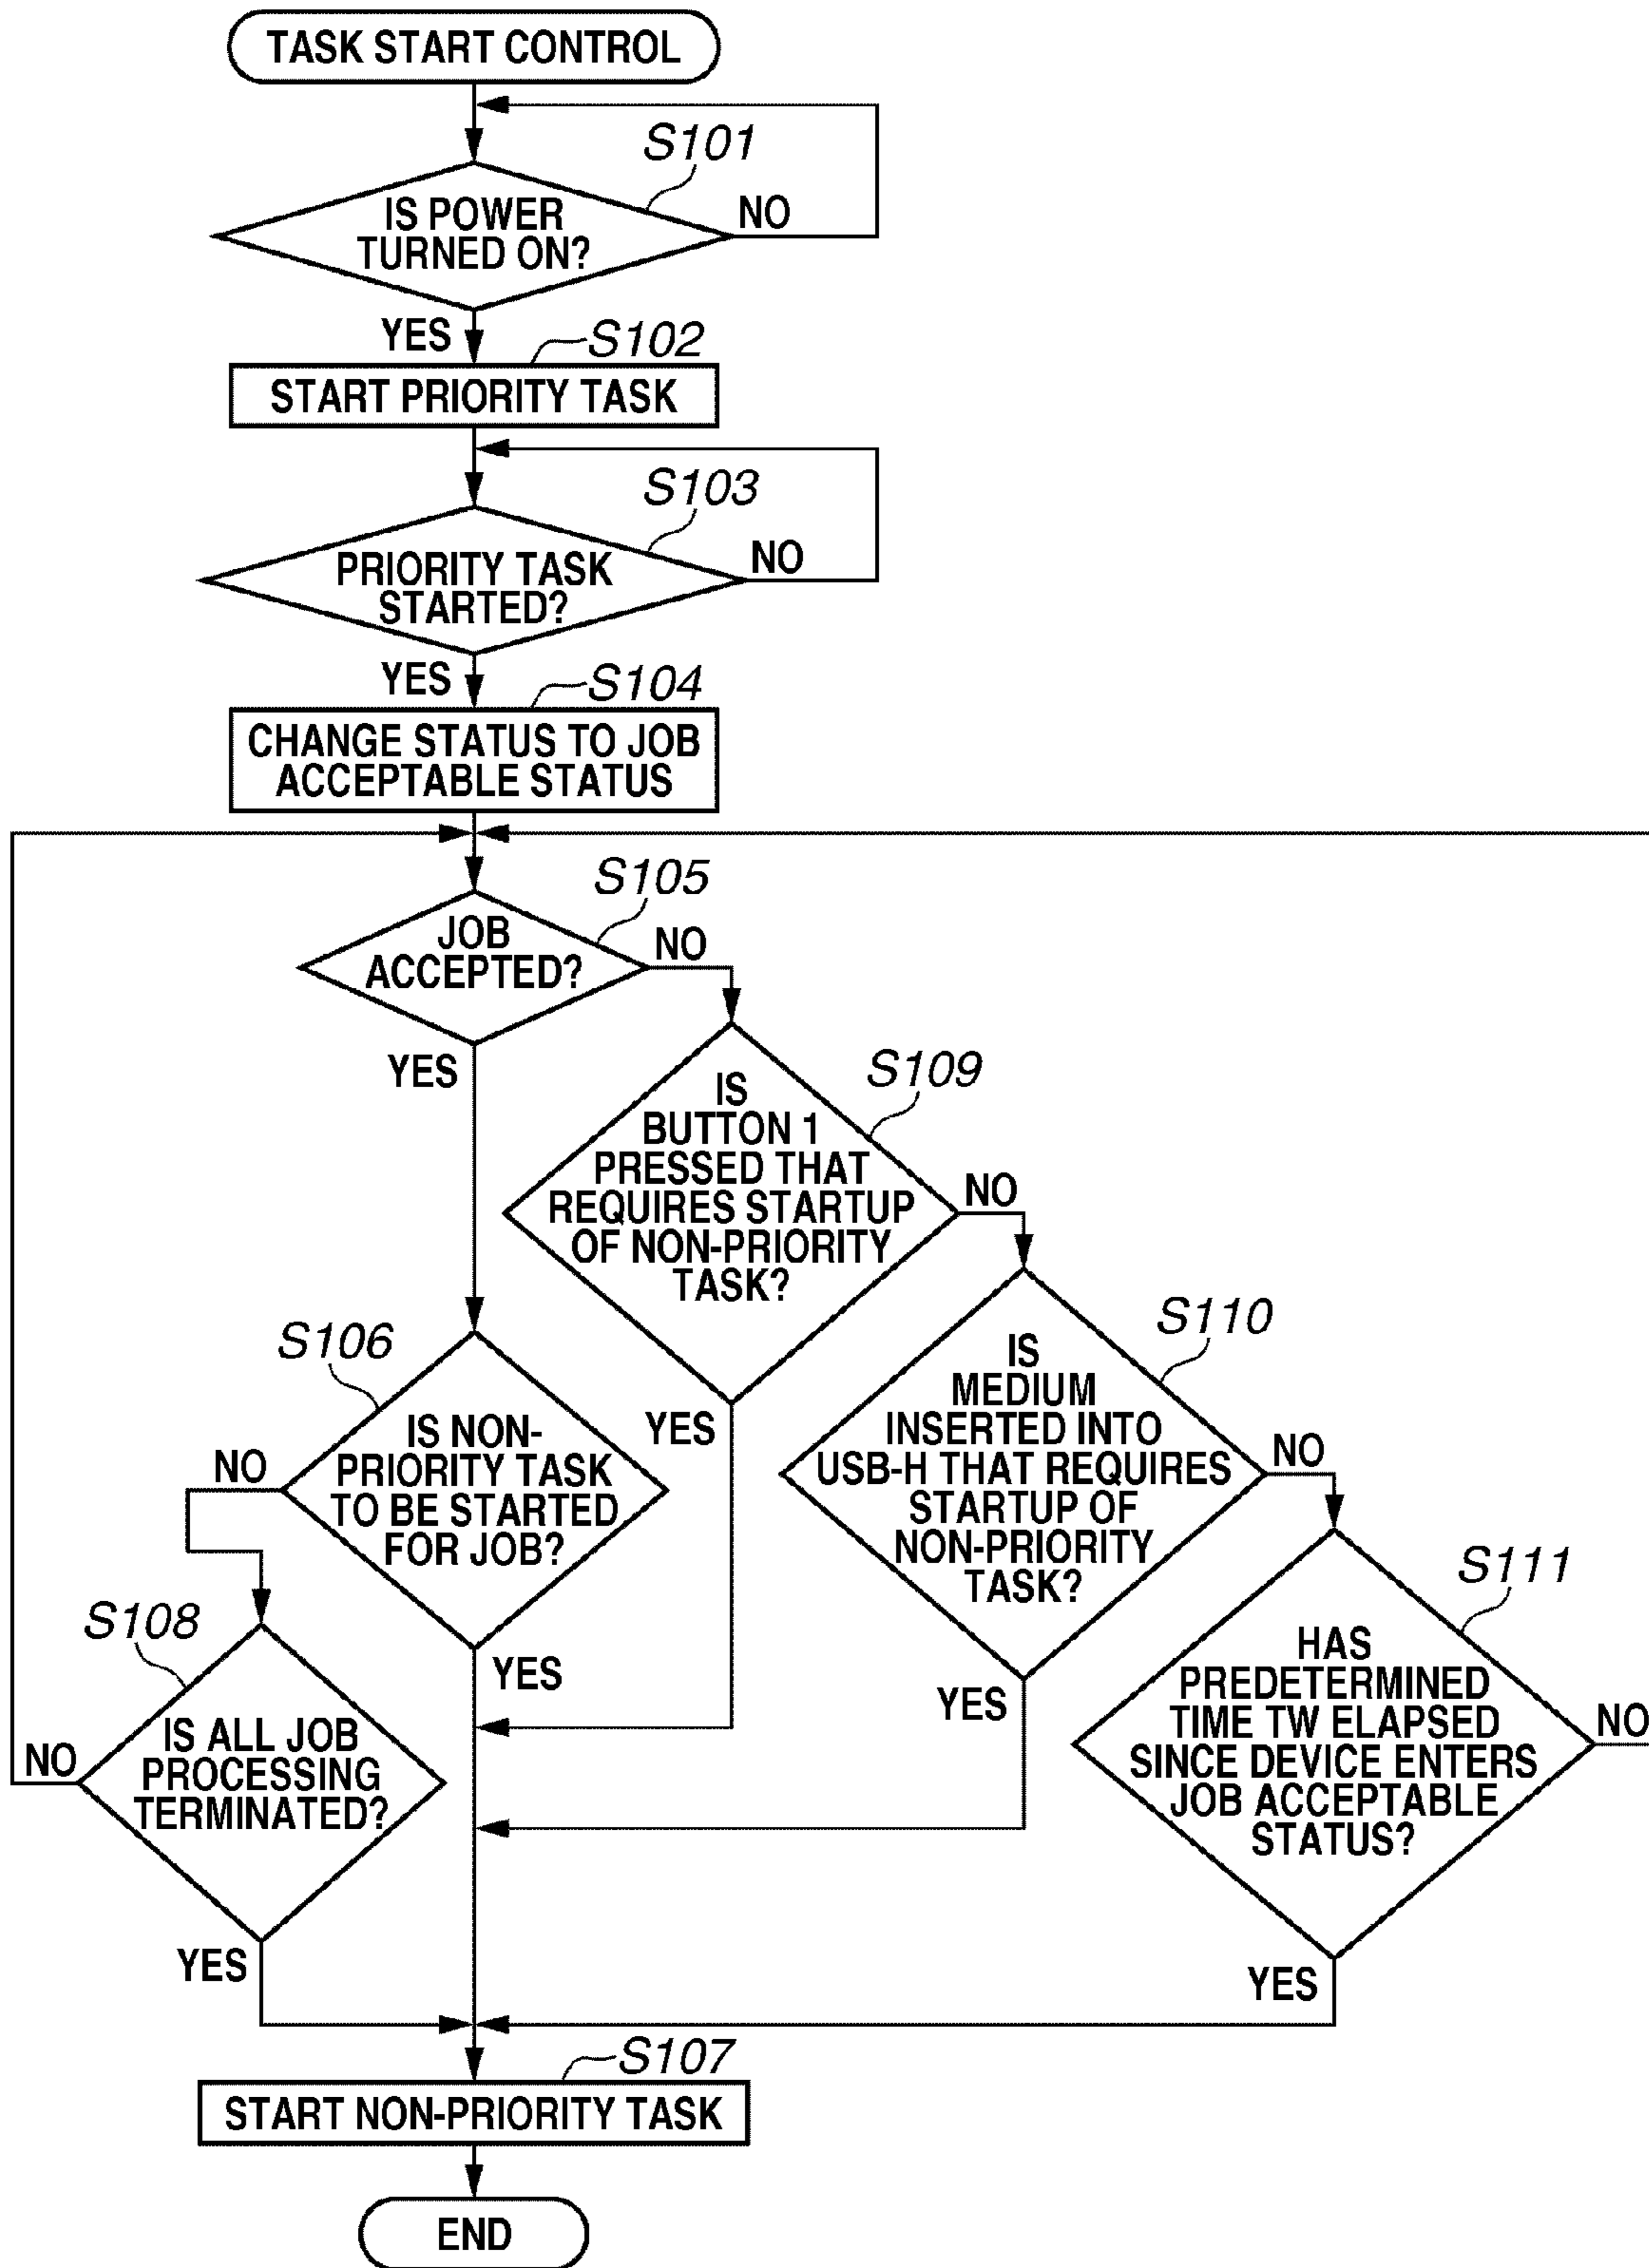 TASK START CONTROL
S101
IS POWER
TURNED ON?
NO
YES
S102
START PRIORITY TASK
S103
PRIORITY TASK
STARTED?
NO
YES
S104
CHANGE STATUS TO JOB
ACCEPTABLE STATUS
S105
JOB
ACCEPTED?
NO
YES
S109
IS
BUTTON 1
PRESSED THAT
REQUIRES STARTUP
OF NON-PRIORITY
TASK?
NO
YES
S110
IS
MEDIUM
INSERTED INTO
USB-H THAT REQUIRES
STARTUP OF
NON-PRIORITY
TASK?
NO
YES
S106
IS NON-
PRIORITY TASK
TO BE STARTED
FOR JOB?
NO
YES
S111
HAS
PREDETERMINED
TIME TW ELAPSED
SINCE DEVICE ENTERS
JOB ACCEPTABLE
STATUS?
NO
YES
S108
IS ALL JOB
PROCESSING
TERMINATED?
NO
YES
S107
START NON-PRIORITY TASK
END